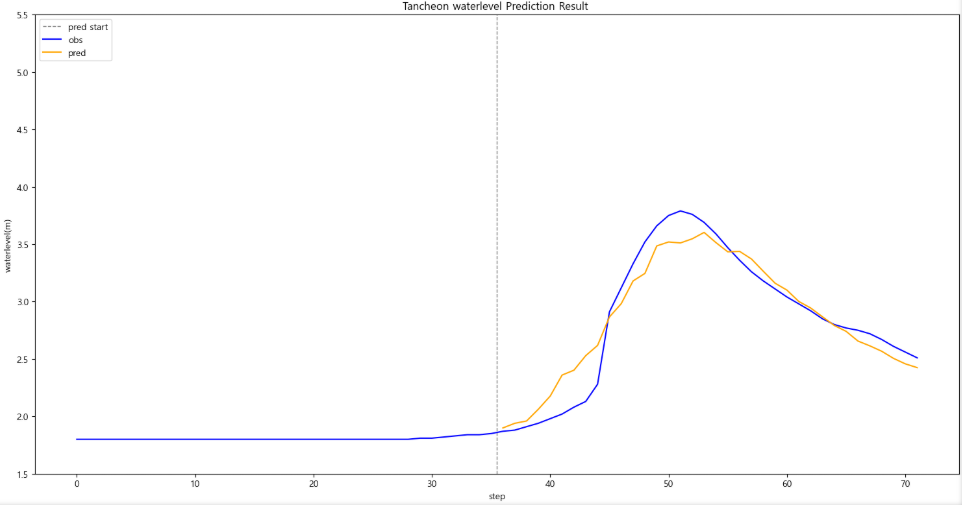 Tancheon waterlevel Prediction Result
pred start
obs
pred
5.5
5.0
4.5
4.0
3.5
3.0
2.5
2.0
1.5
waterlevel(m)
0 10 20 30 40 50 60 70
step